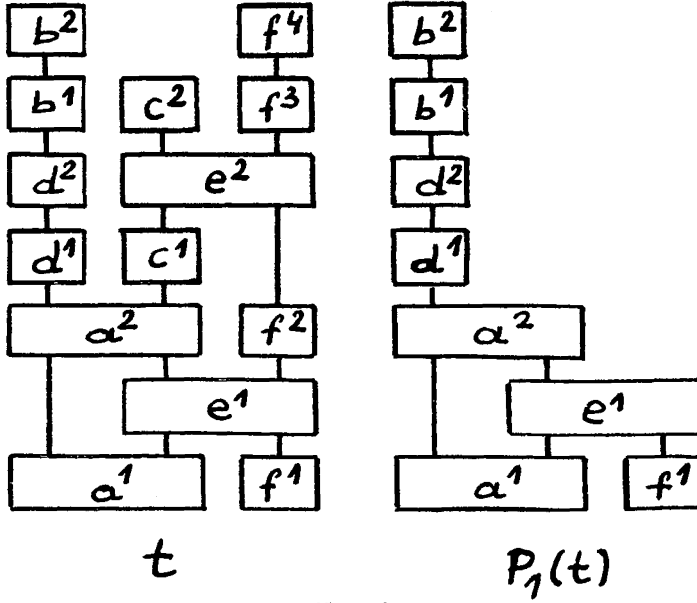 b² f⁴ b²
b¹ c² f³ b¹
d² e² d²
d¹ c¹ d¹
a² f² a²
e¹ e¹
a¹ f¹ a¹ f¹
t P₁(t)